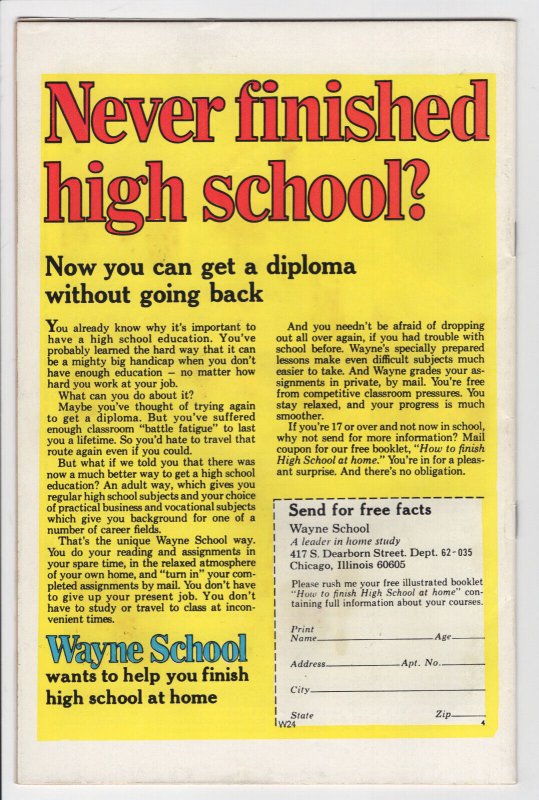 Never finished
high school?
Now you can get a diploma
without going back
You already know why it's important to
have a high school education. You've
probably learned the hard way that it can
be a mighty big handicap when you don't
have enough education – no matter how
hard you work at your job.
What can you do about it?
Maybe you've thought of trying again
to get a diploma. But you've suffered
enough classroom "battle fatigue" to last
you a lifetime. So you'd hate to travel that
route again even if you could.
But what if we told you that there was
now a much better way to get a high school
education? An adult way, which gives you
regular high school subjects and your choice
of practical business and vocational subjects
which give you background for one of a
number of career fields.
That's the unique Wayne School way.
You do your reading and assignments in
your spare time, in the relaxed atmosphere
of your own home, and "turn in" your com-
pleted assignments by mail. You don't have
to give up your present job. You don't
have to study or travel to class at incon-
venient times.
Wayne School
wants to help you finish
high school at home
And you needn't be afraid of dropping
out all over again, if you had trouble with
school before. Wayne's specially prepared
lessons make even difficult subjects much
easier to take. And Wayne grades your as-
signments in private, by mail. You're free
from competitive classroom pressures. You
stay relaxed, and your progress is much
smoother.
If you're 17 or over and not now in school,
why not send for more information? Mail
coupon for our free booklet, "How to finish
High School at home." You're in for a pleas-
ant surprise. And there's no obligation.
Send for free facts
Wayne School
A leader in home study
417 S. Dearborn Street. Dept. 62-035
Chicago, Illinois 60605
Please rush me your free illustrated booklet
"How to finish High School at home" con-
taining full information about your courses.
Print
Name Age
Address Apt. No.
City
State Zip
W24 4